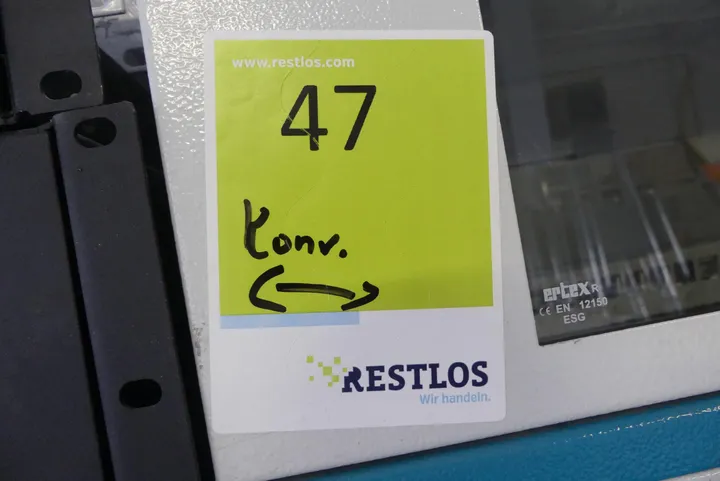 www.restlos.com
47
Konv.
RESTLOS
Wir handeln.
ertex R
CE EN 12150
ESG